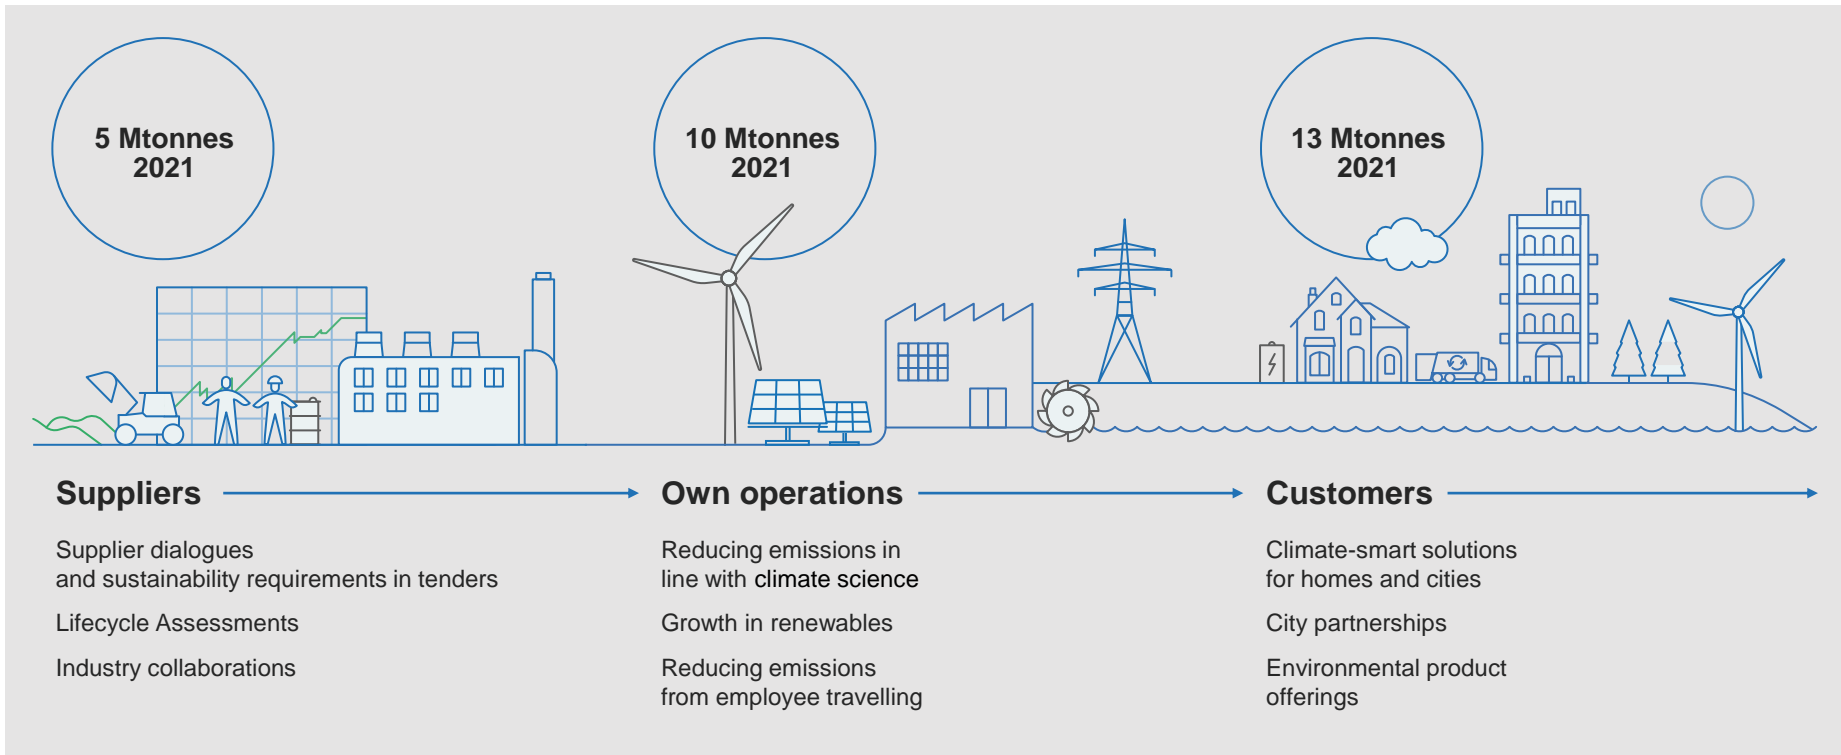 5 Mtonnes
2021
10 Mtonnes
2021
13 Mtonnes
2021
Suppliers
Supplier dialogues
and sustainability requirements in tenders
Lifecycle Assessments
Industry collaborations
Own operations
Reducing emissions in
line with climate science
Growth in renewables
Reducing emissions
from employee travelling
Customers
Climate-smart solutions
for homes and cities
City partnerships
Environmental product
offerings